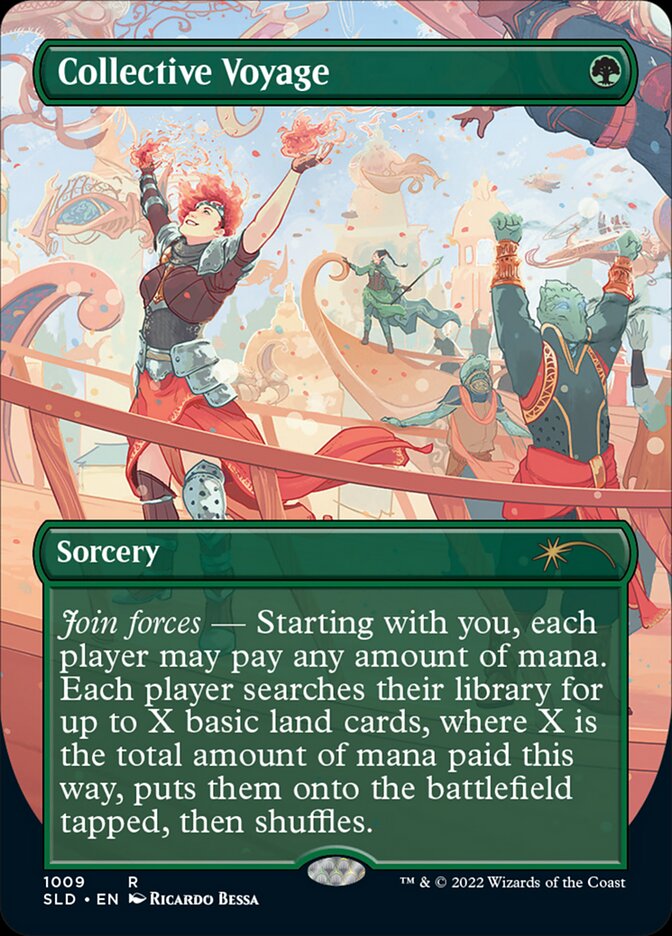 Collective Voyage
Sorcery
Join forces — Starting with you, each
player may pay any amount of mana.
Each player searches their library for
up to X basic land cards, where X is
the total amount of mana paid this
way, puts them onto the battlefield
tapped, then shuffles.
1009 R
SLD • EN Ricardo Bessa
™ & © 2022 Wizards of the Coast